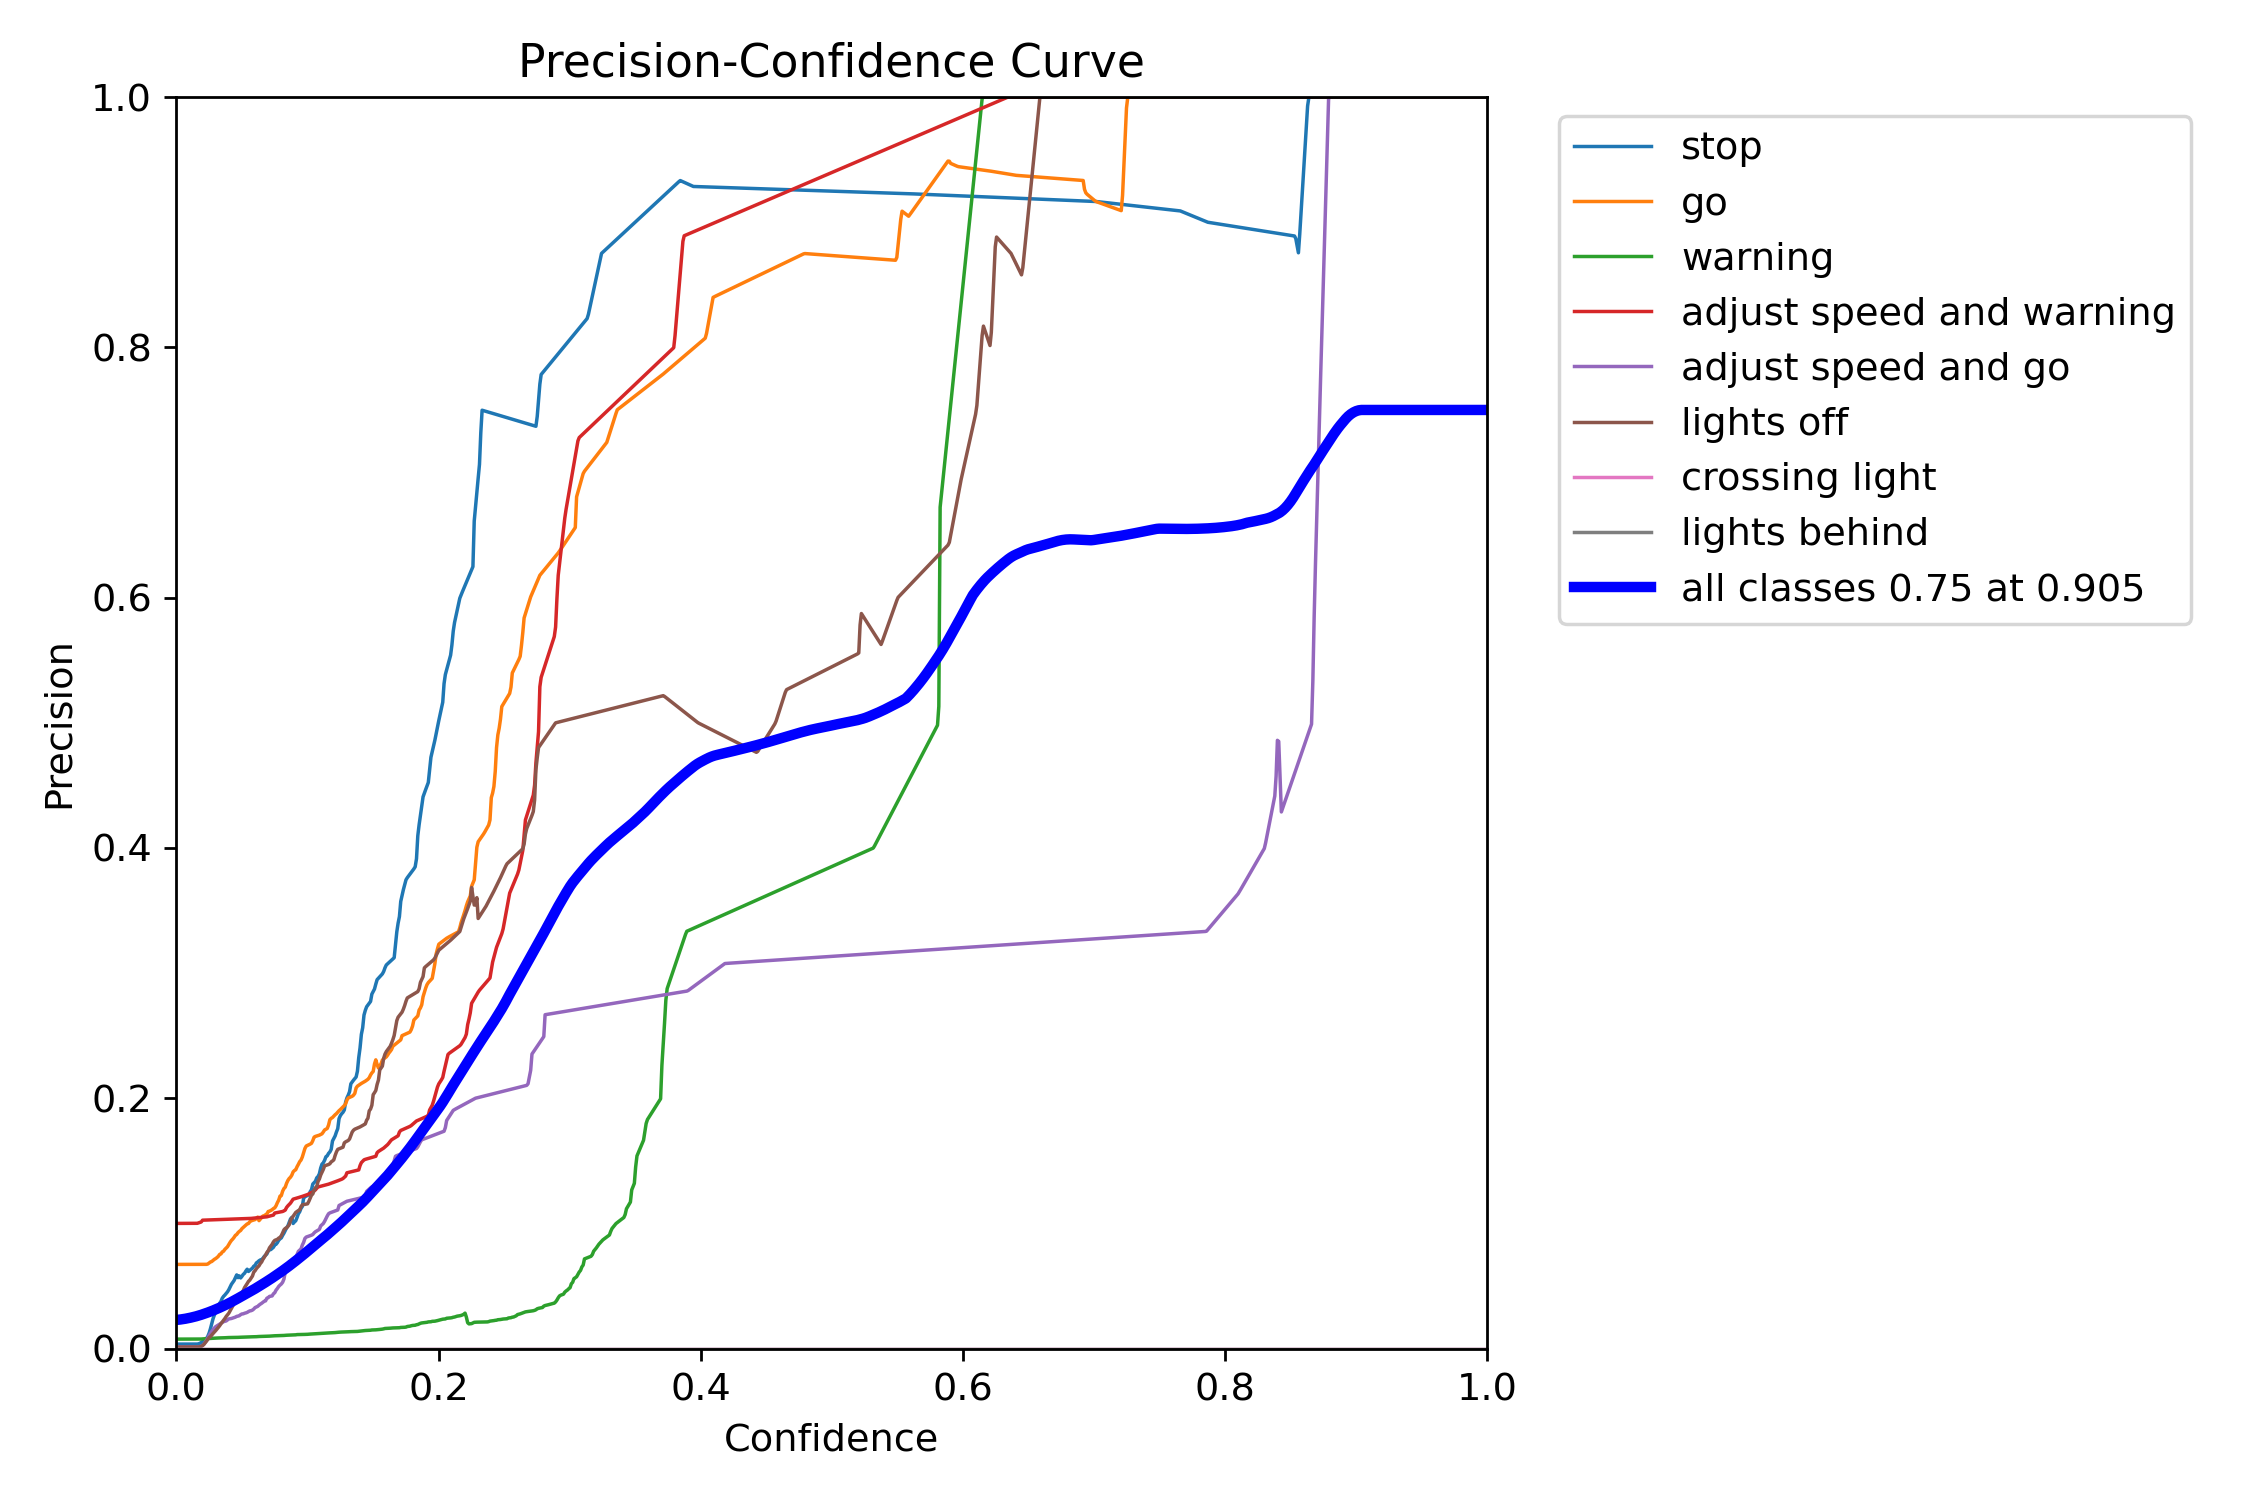 Precision-Confidence Curve
1.0
0.8
0.6
0.4
0.2
0.0
Precision
0.0 0.2 0.4 0.6 0.8 1.0
Confidence
stop
go
warning
adjust speed and warning
adjust speed and go
lights off
crossing light
lights behind
all classes 0.75 at 0.905